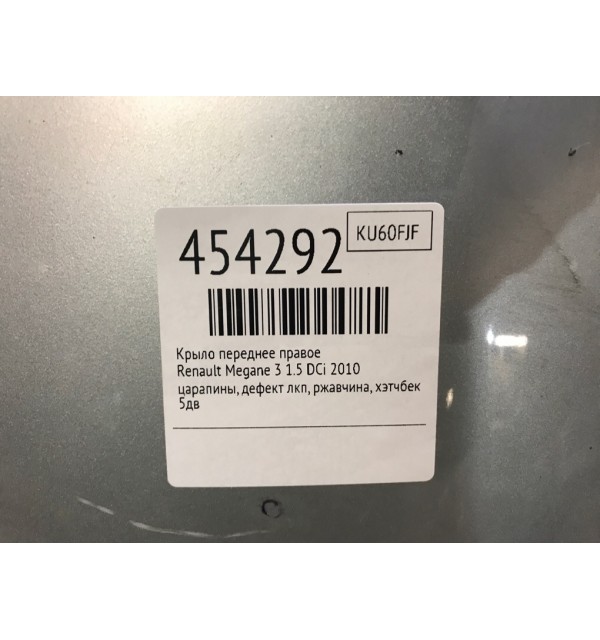 454292
KU60FJF
Крыло переднее правое
Renault Megane 3 1.5 DCi 2010
царапины, дефект лкп, ржавчина, хэтчбек
5дв